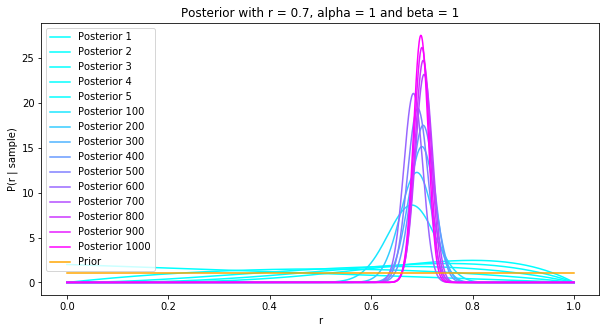 Posterior with r = 0.7, alpha = 1 and beta = 1
P(r | sample)
25
20
15
10
5
0
Posterior 1
Posterior 2
Posterior 3
Posterior 4
Posterior 5
Posterior 100
Posterior 200
Posterior 300
Posterior 400
Posterior 500
Posterior 600
Posterior 700
Posterior 800
Posterior 900
Posterior 1000
Prior
0.0 0.2 0.4 0.6 0.8 1.0
r